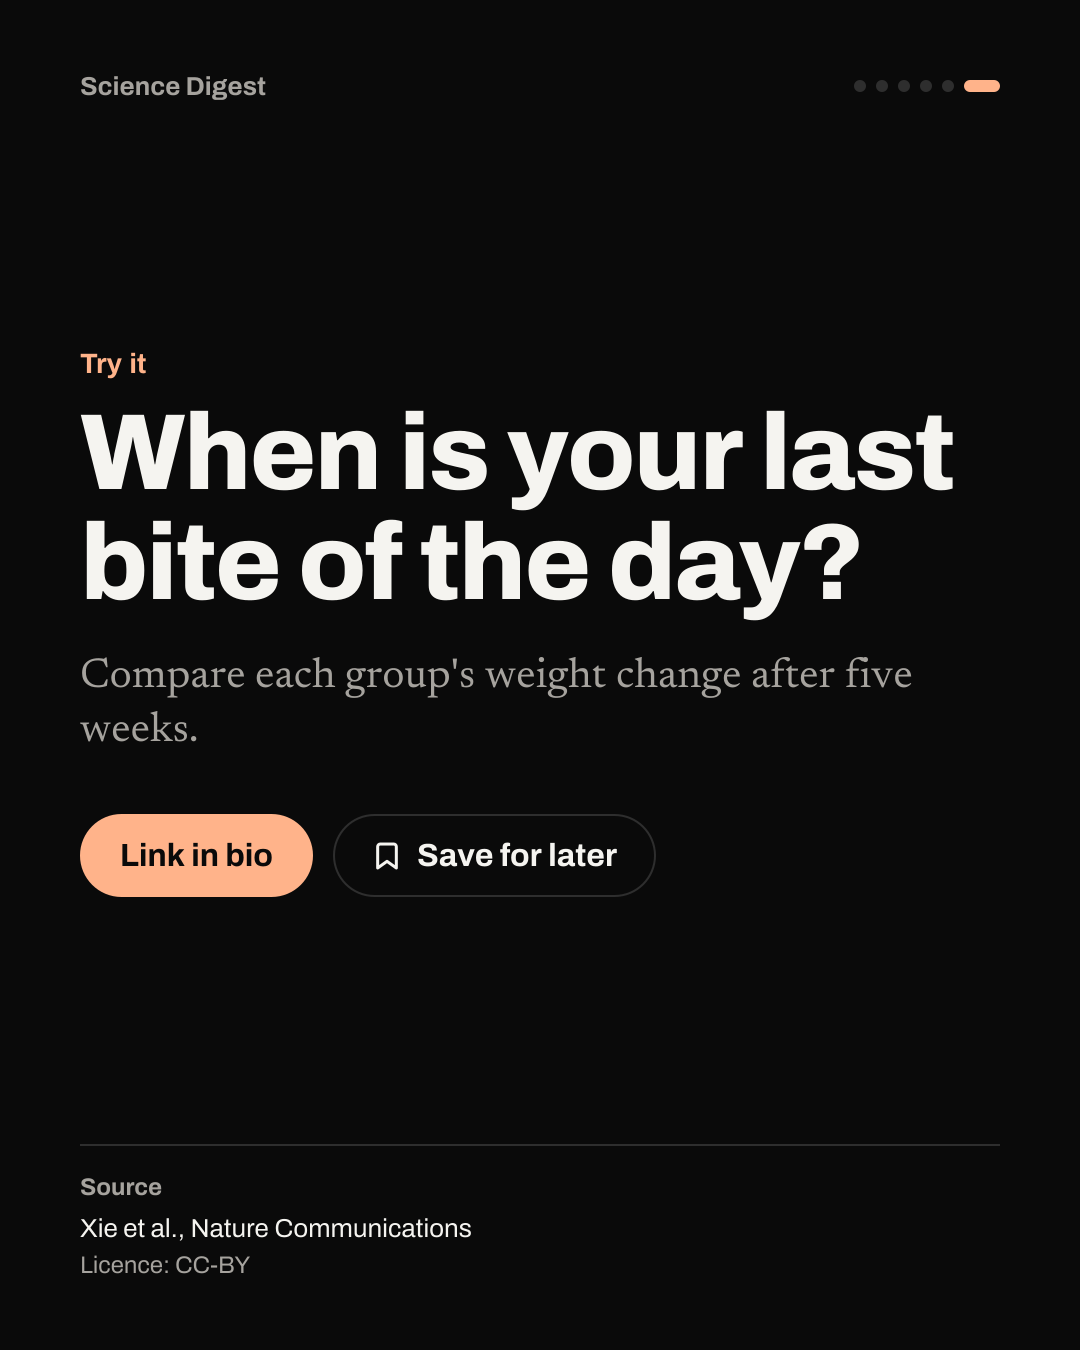 Science Digest
Try it
When is your last
bite of the day?
Compare each group's weight change after five
weeks.
Link in bio
Save for later
Source
Xie et al., Nature Communications
Licence: CC-BY